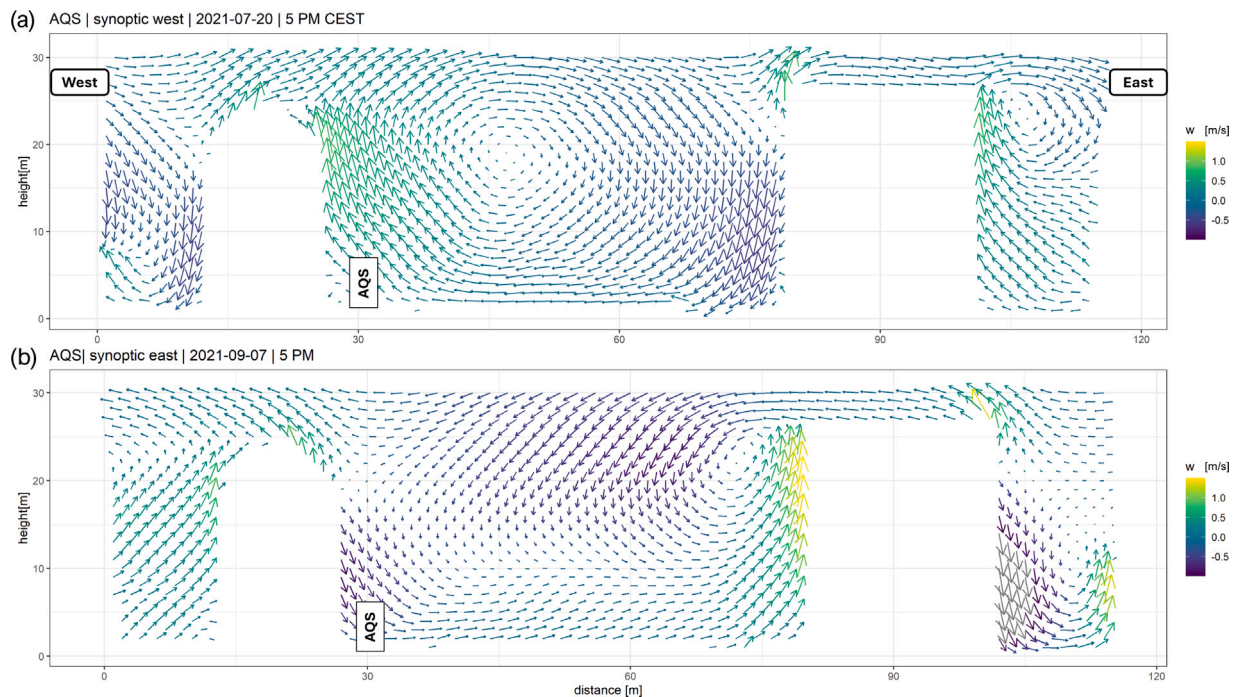 (a) AQS | synoptic west | 2021-07-20 | 5 PM CEST
30
West
East
w [m/s]
1.0
20
0.5
height[m]
0.0
-0.5
10
AQS
0
0 30 60 90 120
(b) AQS| synoptic east | 2021-09-07 | 5 PM
30
w [m/s]
1.0
20
0.5
height[m]
0.0
-0.5
10
AQS
0
0 30 60 90 120
distance [m]